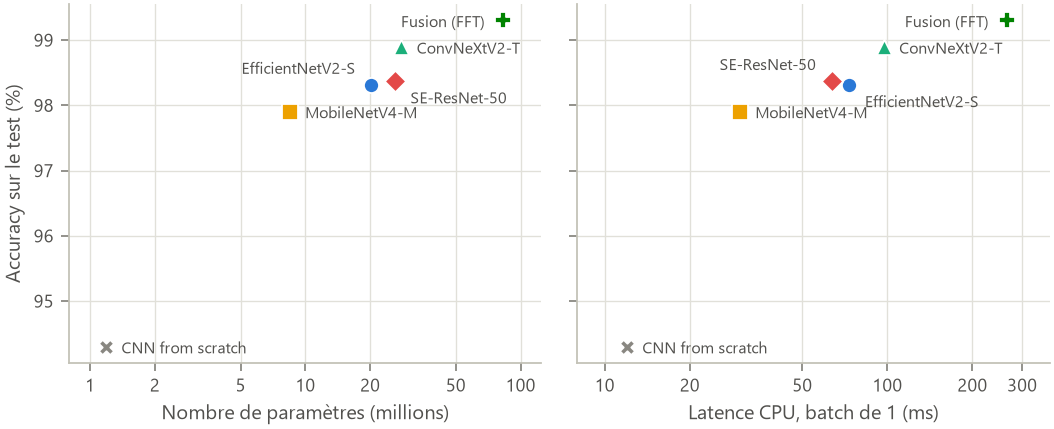 Accuracy sur le test (%)
99
98
97
96
95
Fusion (FFT)
ConvNeXtV2-T
EfficientNetV2-S
SE-ResNet-50
MobileNetV4-M
CNN from scratch
1
2
5
10
20
50
100
Nombre de paramètres (millions)
Fusion (FFT)
ConvNeXtV2-T
SE-ResNet-50
EfficientNetV2-S
MobileNetV4-M
CNN from scratch
10
20
50
100
200
300
Latence CPU, batch de 1 (ms)